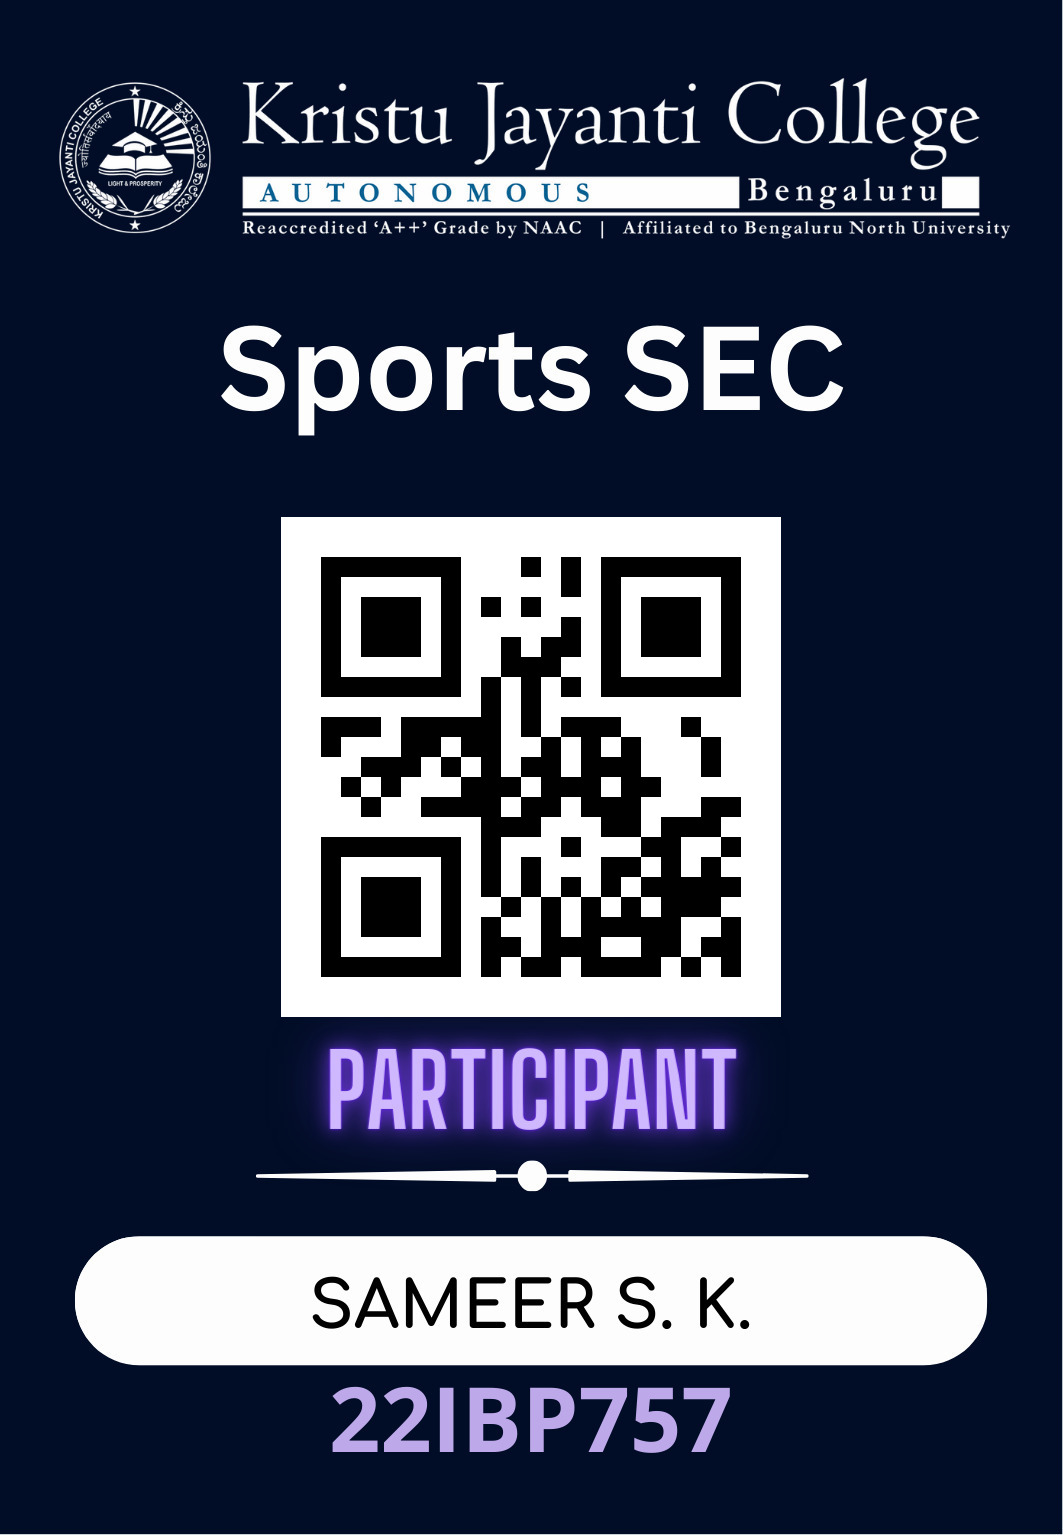 KRISTU JAYANTI COLLEGE
ಕ್ರಿಸ್ತು ಜಯಂತಿ ಕಾಲೇಜು
LIGHT & PROSPERITY
Kristu Jayanti College
AUTONOMOUS Bengaluru
Reaccredited ‘A++’ Grade by NAAC | Affiliated to Bengaluru North University
Sports SEC
PARTICIPANT
SAMEER S. K.
22IBP757